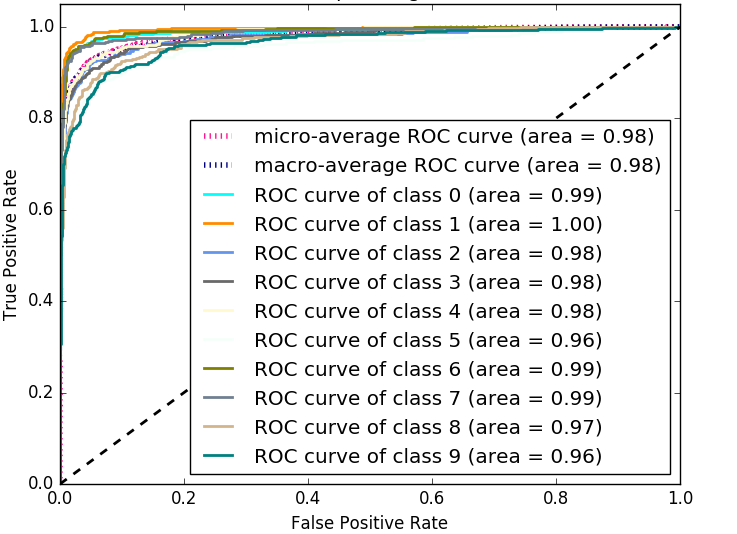 1.0
0.8
0.6
0.4
0.2
0.0
True Positive Rate
micro-average ROC curve (area = 0.98)
macro-average ROC curve (area = 0.98)
ROC curve of class 0 (area = 0.99)
ROC curve of class 1 (area = 1.00)
ROC curve of class 2 (area = 0.98)
ROC curve of class 3 (area = 0.98)
ROC curve of class 4 (area = 0.98)
ROC curve of class 5 (area = 0.96)
ROC curve of class 6 (area = 0.99)
ROC curve of class 7 (area = 0.99)
ROC curve of class 8 (area = 0.97)
ROC curve of class 9 (area = 0.96)
0.0 0.2 0.4 0.6 0.8 1.0
False Positive Rate